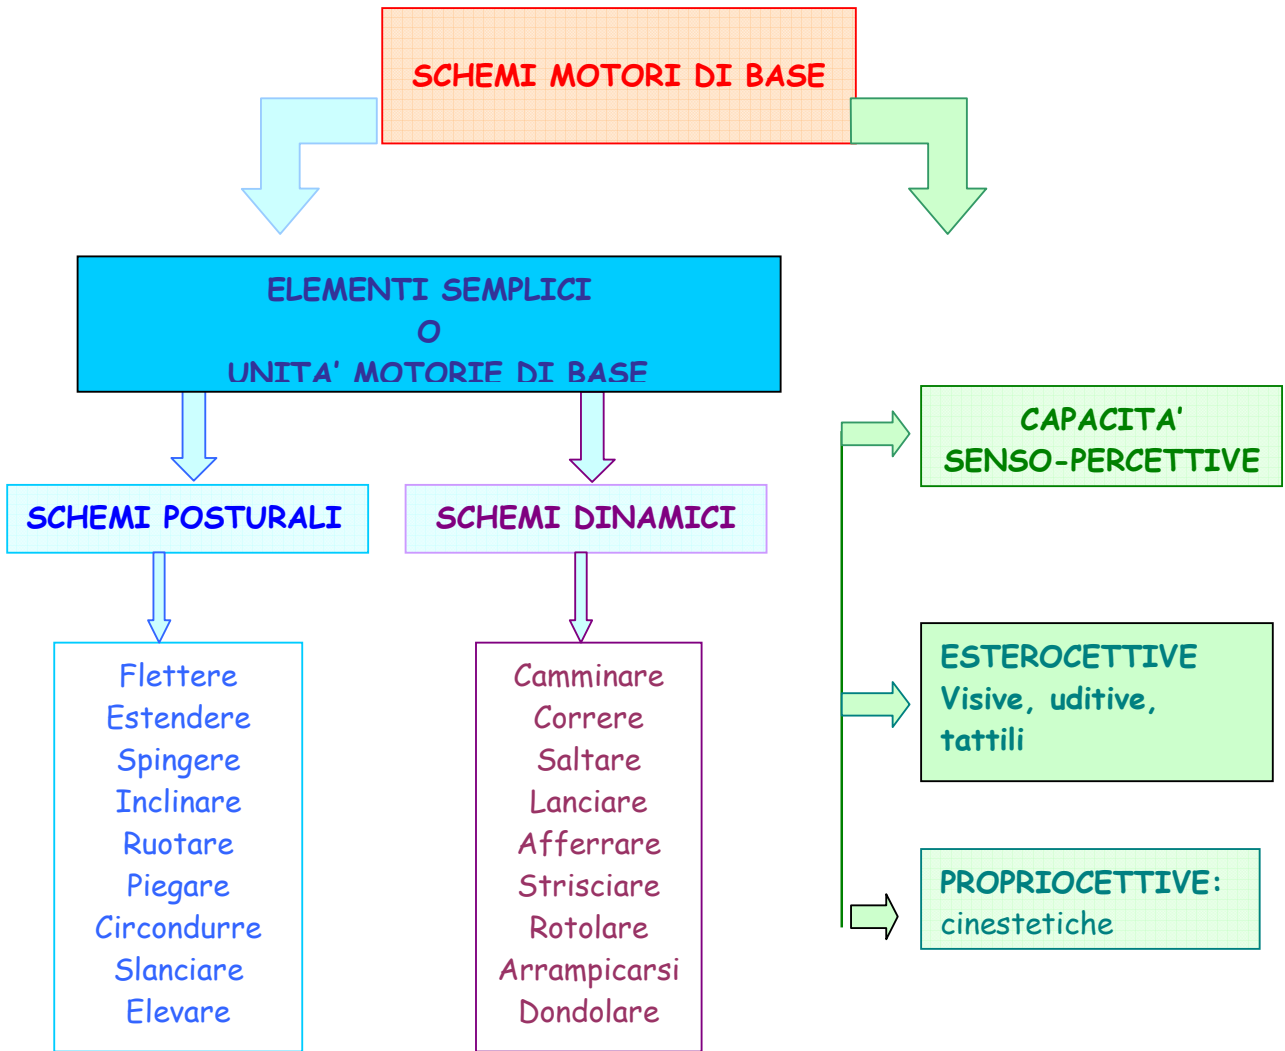 SCHEMI MOTORI DI BASE
ELEMENTI SEMPLICI
O
UNITA' MOTORIE DI BASE
CAPACITA'
SENSO-PERCETTIVE
SCHEMI POSTURALI
SCHEMI DINAMICI
Flettere
Estendere
Spingere
Inclinare
Ruotare
Piegare
Circondurre
Slanciare
Elevare
Camminare
Correre
Saltare
Lanciare
Afferrare
Strisciare
Rotolare
Arrampicarsi
Dondolare
ESTEROCETTIVE
Visive, uditive,
tattili
PROPRIOCETTIVE:
cinestetiche